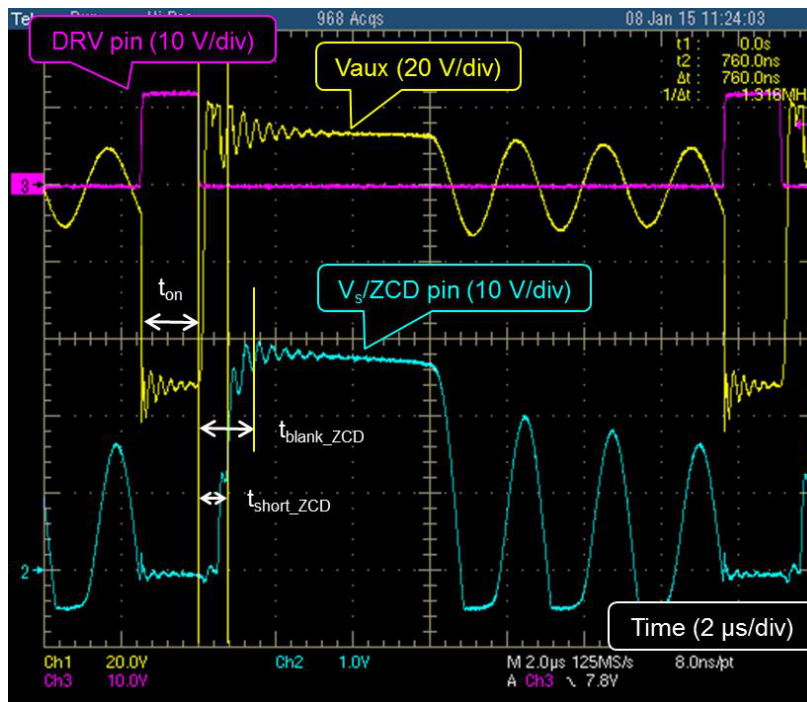 Tek
968 Acqs
08 Jan 15 11:24:03
DRV pin (10 V/div)
Vaux (20 V/div)
t1 : 0.0s
t2 : 760.0ns
Δt : 760.0ns
1/Δt : 1.316MH
3
ton
Vs/ZCD pin (10 V/div)
tblank_ZCD
tshort_ZCD
2
Time (2 µs/div)
Ch1 20.0V Ch2 1.0V M 2.0µs 125MS/s 8.0ns/pt
Ch3 10.0V A Ch3 ∖ 7.8V